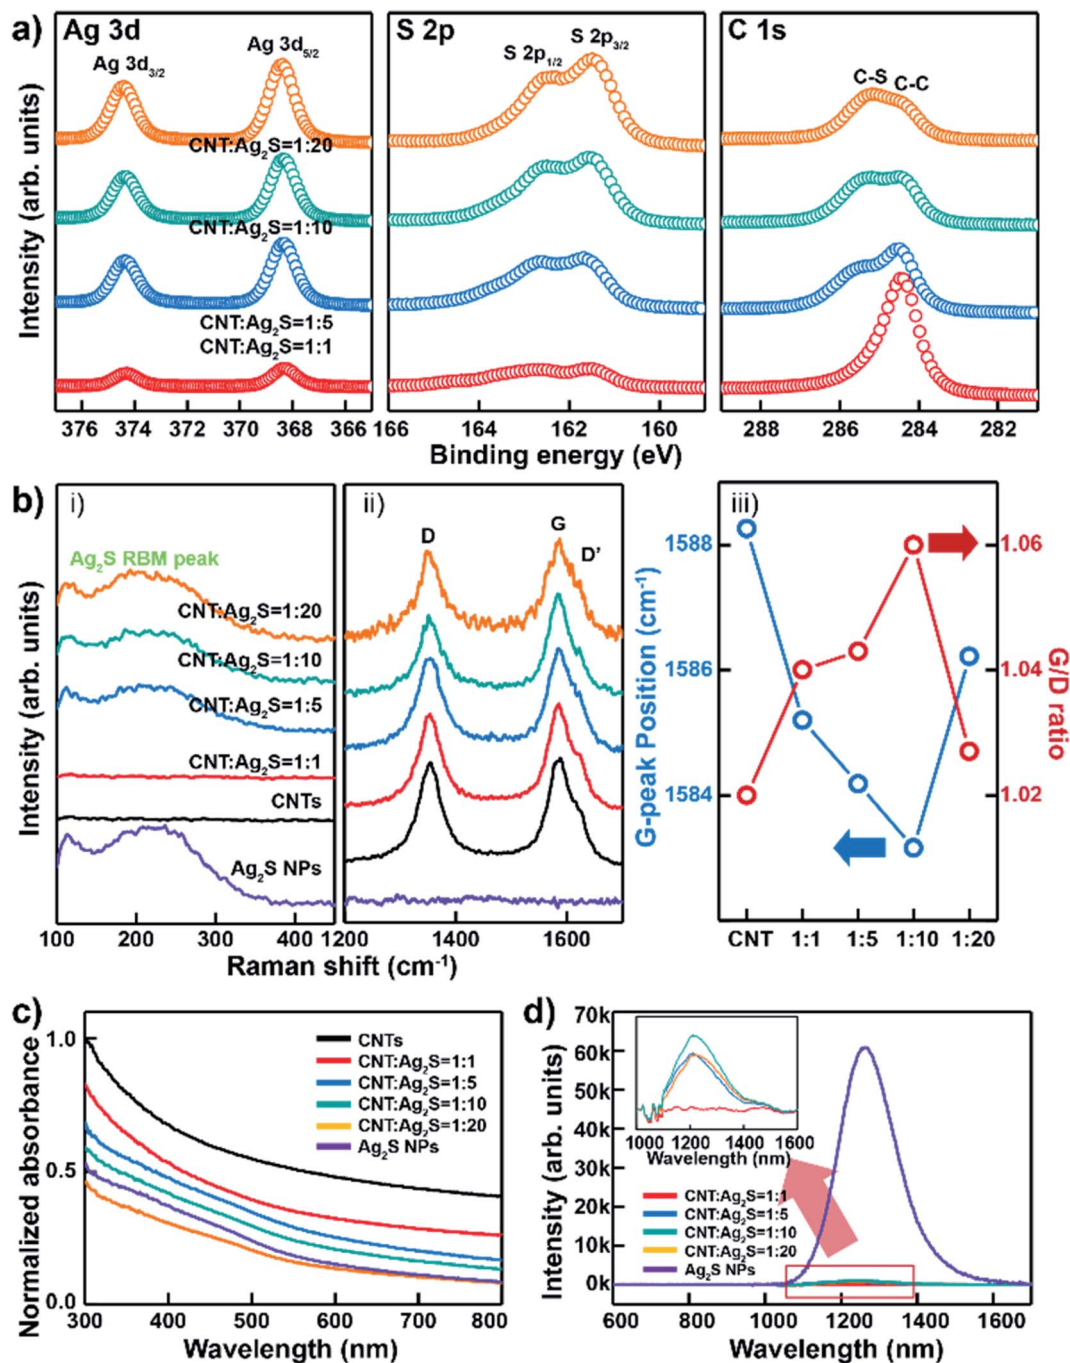 a) Ag 3d S 2p C 1s
Ag 3d3/2 Ag 3d5/2 S 2p1/2 S 2p3/2 C-S C-C
CNT:Ag2S=1:20
CNT:Ag2S=1:10
CNT:Ag2S=1:5
CNT:Ag2S=1:1
Intensity (arb. units)
376 374 372 370 368 366 166 164 162 160 288 286 284 282
Binding energy (eV)
b) i) ii) iii)
Ag2S RBM peak
CNT:Ag2S=1:20
CNT:Ag2S=1:10
CNT:Ag2S=1:5
CNT:Ag2S=1:1
CNTs
Ag2S NPs
Intensity (arb. units)
100 200 300 400 1200 1400 1600
Raman shift (cm-1)
D G D'
G-peak Position (cm-1)
1588
1586
1584
1.06
1.04
1.02
G/D ratio
CNT 1:1 1:5 1:10 1:20
c)
Normalized absorbance
1.0
0.5
0.0
CNTs
CNT:Ag2S=1:1
CNT:Ag2S=1:5
CNT:Ag2S=1:10
CNT:Ag2S=1:20
Ag2S NPs
300 400 500 600 700 800
Wavelength (nm)
d)
Intensity (arb. units)
70k
60k
50k
40k
30k
20k
10k
0k
1000 1200 1400 1600
Wavelength (nm)
CNT:Ag2S=1:1
CNT:Ag2S=1:5
CNT:Ag2S=1:10
CNT:Ag2S=1:20
Ag2S NPs
600 800 1000 1200 1400 1600
Wavelength (nm)